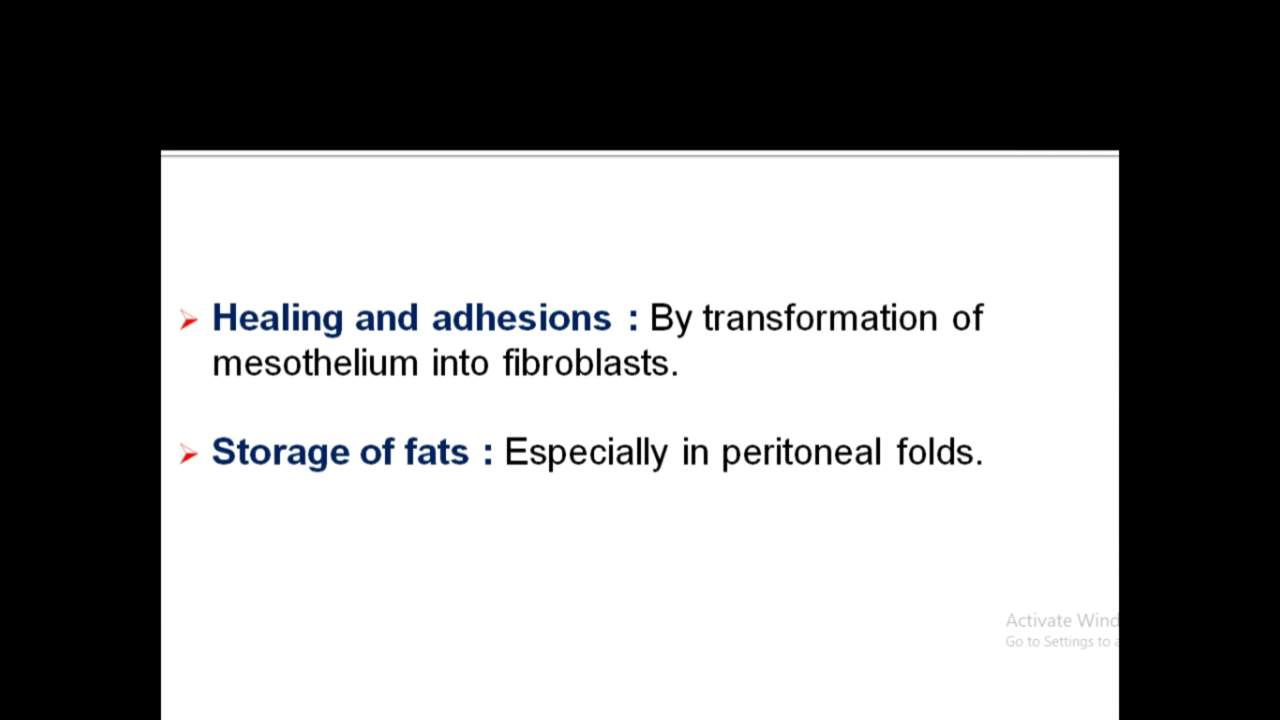 Healing and adhesions : By transformation of
mesothelium into fibroblasts.
Storage of fats : Especially in peritoneal folds.
Activate Wind
Go to Settings to a